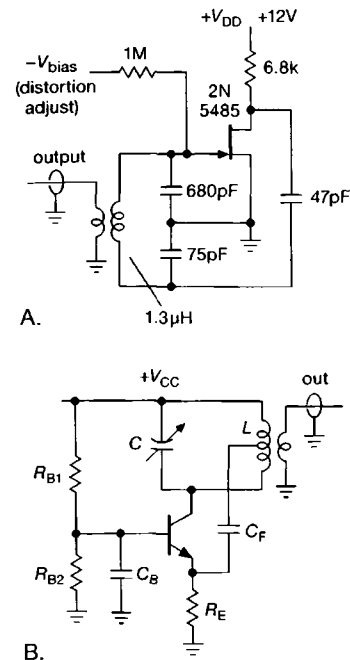 +V_DD +12V
1M
6.8k
−V_bias
(distortion
adjust)
2N
5485
output
680pF
47pF
75pF
A.
1.3μH
+V_CC
out
L
C
R_B1
C_F
R_B2
C_B
R_E
B.